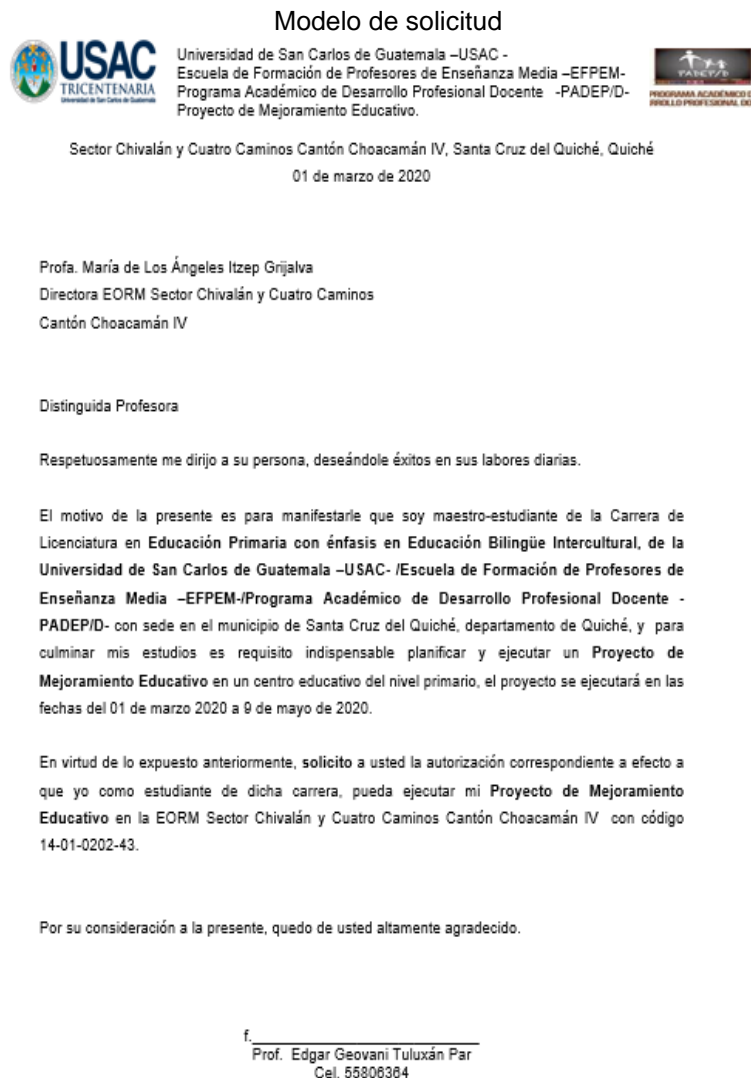 Modelo de solicitud
USAC
TRICENTENARIA
Universidad de San Carlos de Guatemala
Universidad de San Carlos de Guatemala –USAC -
Escuela de Formación de Profesores de Enseñanza Media –EFPEM-
Programa Académico de Desarrollo Profesional Docente -PADEP/D-
Proyecto de Mejoramiento Educativo.
PADEP/D
PROGRAMA ACADÉMICO D
RROLLO PROFESIONAL DO
Sector Chivalán y Cuatro Caminos Cantón Choacamán IV, Santa Cruz del Quiché, Quiché
01 de marzo de 2020
Profa. María de Los Ángeles Itzep Grijalva
Directora EORM Sector Chivalán y Cuatro Caminos
Cantón Choacamán IV
Distinguida Profesora
Respetuosamente me dirijo a su persona, deseándole éxitos en sus labores diarias.
El motivo de la presente es para manifestarle que soy maestro-estudiante de la Carrera de
Licenciatura en Educación Primaria con énfasis en Educación Bilingüe Intercultural, de la
Universidad de San Carlos de Guatemala –USAC- /Escuela de Formación de Profesores de
Enseñanza Media –EFPEM-/Programa Académico de Desarrollo Profesional Docente -
PADEP/D- con sede en el municipio de Santa Cruz del Quiché, departamento de Quiché, y para
culminar mis estudios es requisito indispensable planificar y ejecutar un Proyecto de
Mejoramiento Educativo en un centro educativo del nivel primario, el proyecto se ejecutará en las
fechas del 01 de marzo 2020 a 9 de mayo de 2020.
En virtud de lo expuesto anteriormente, solicito a usted la autorización correspondiente a efecto a
que yo como estudiante de dicha carrera, pueda ejecutar mi Proyecto de Mejoramiento
Educativo en la EORM Sector Chivalán y Cuatro Caminos Cantón Choacamán IV con código
14-01-0202-43.
Por su consideración a la presente, quedo de usted altamente agradecido.
f.
Prof. Edgar Geovani Tuluxán Par
Cel. 55806364